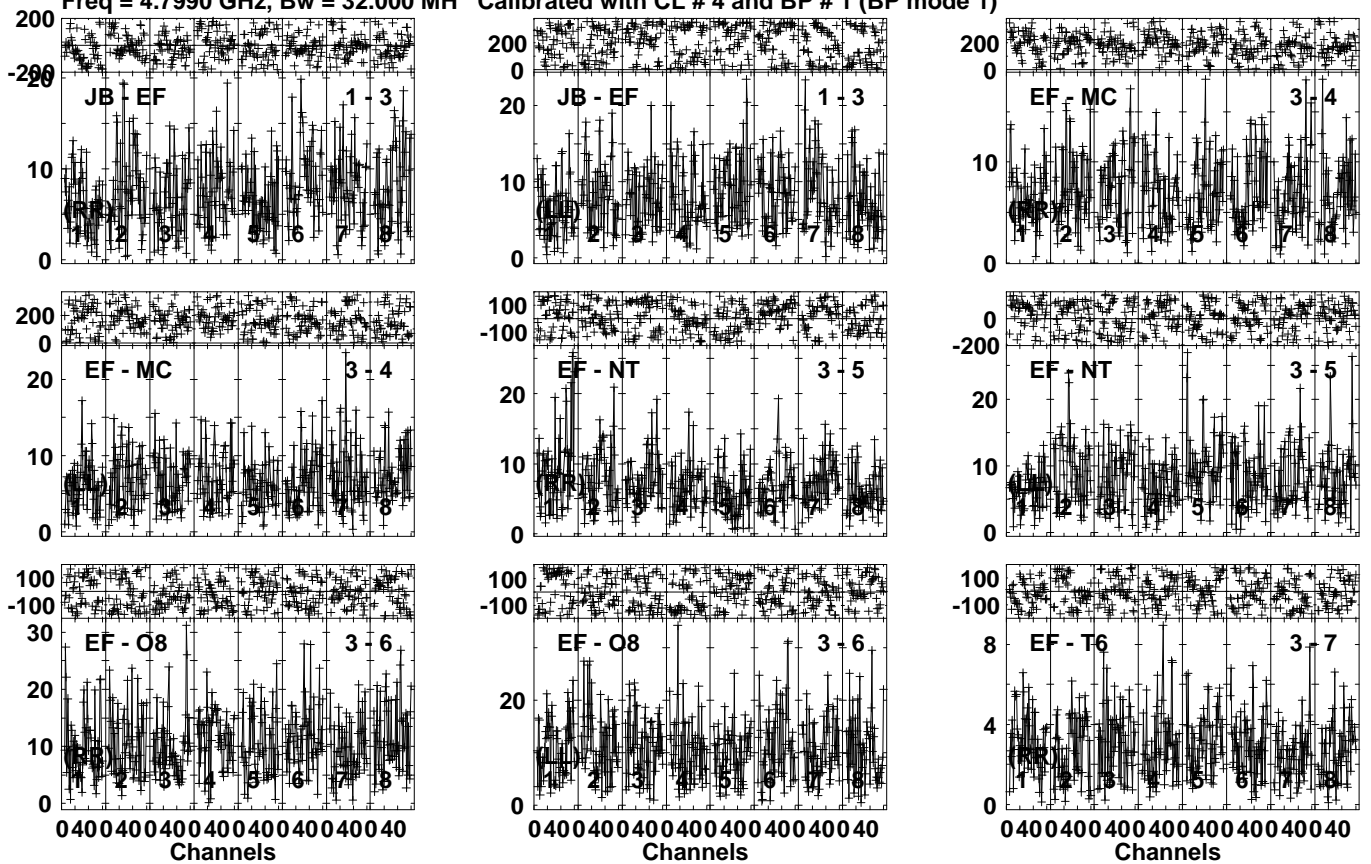 Freq = 4.7990 GHz, Bw = 32.000 MH Calibrated with CL # 4 and BP # 1 (BP mode 1)
200
-200
200
0
200
0
20
10
0
JB - EF 1 - 3
(RR)
1 2 3 4 5 6 7 8
20
10
0
JB - EF 1 - 3
(LL)
1 2 3 4 5 6 7 8
10
0
EF - MC 3 - 4
(RR)
1 2 3 4 5 6 7 8
200
0
100
-100
0
-200
20
10
0
EF - MC 3 - 4
(LL)
1 2 3 4 5 6 7 8
20
10
0
EF - NT 3 - 5
(RR)
1 2 3 4 5 6 7 8
20
10
0
EF - NT 3 - 5
(LL)
1 2 3 4 5 6 7 8
100
-100
100
-100
100
-100
30
20
10
0
EF - O8 3 - 6
(RR)
1 2 3 4 5 6 7 8
20
10
0
EF - O8 3 - 6
(LL)
1 2 3 4 5 6 7 8
8
4
0
EF - T6 3 - 7
(RR)
1 2 3 4 5 6 7 8
0 40 0 40 0 40 0 40 0 40 0 40 0 40 0 40
0 40 0 40 0 40 0 40 0 40 0 40 0 40 0 40
0 40 0 40 0 40 0 40 0 40 0 40 0 40 0 40
Channels Channels Channels